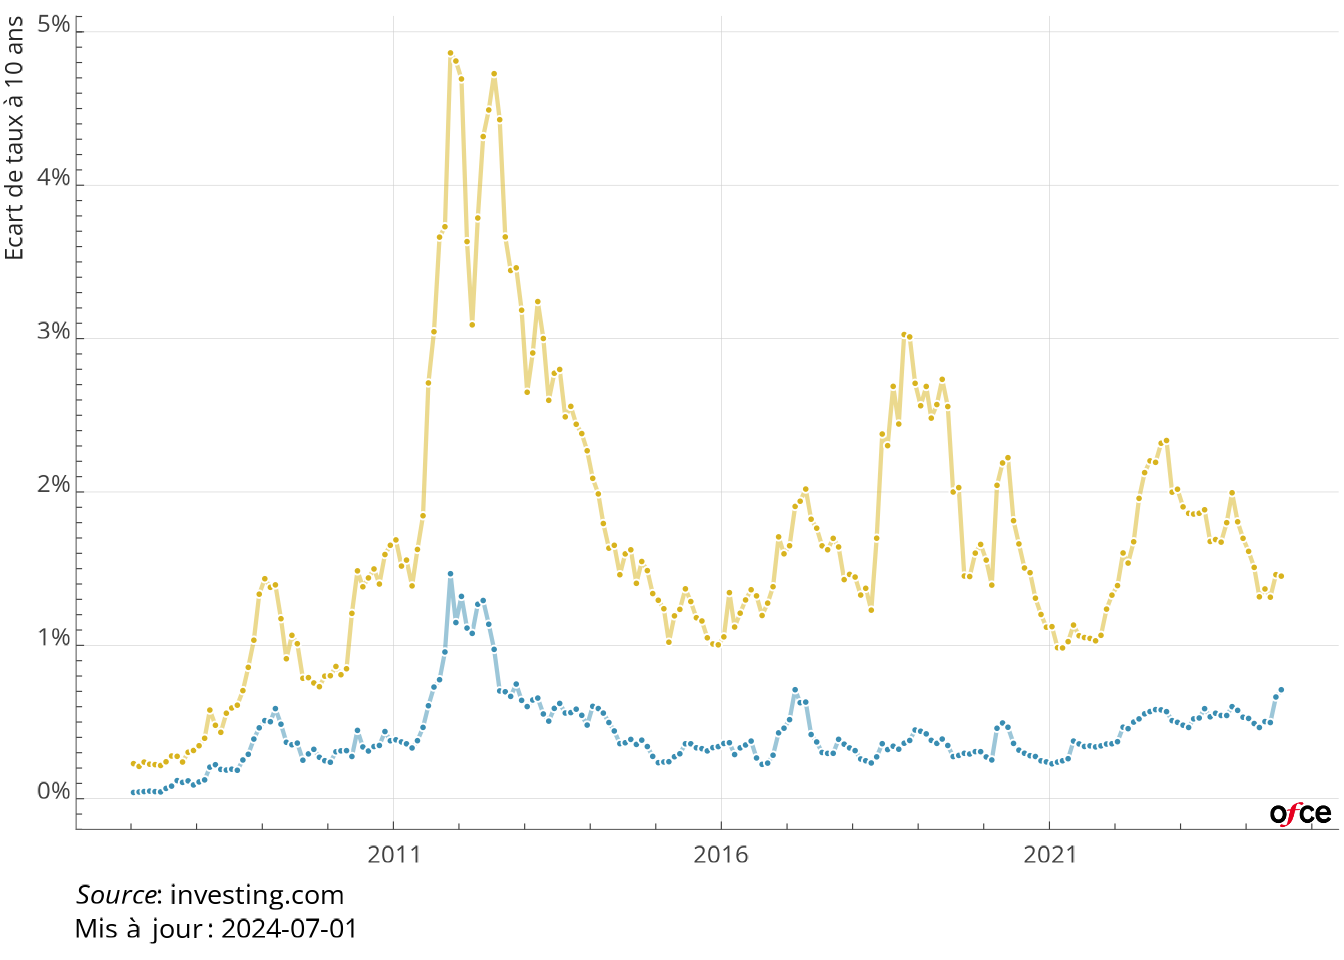 Ecart de taux à 10 ans
5%
4%
3%
2%
1%
0%
2011
2016
2021
ofce
Source: investing.com
Mis à jour : 2024-07-01